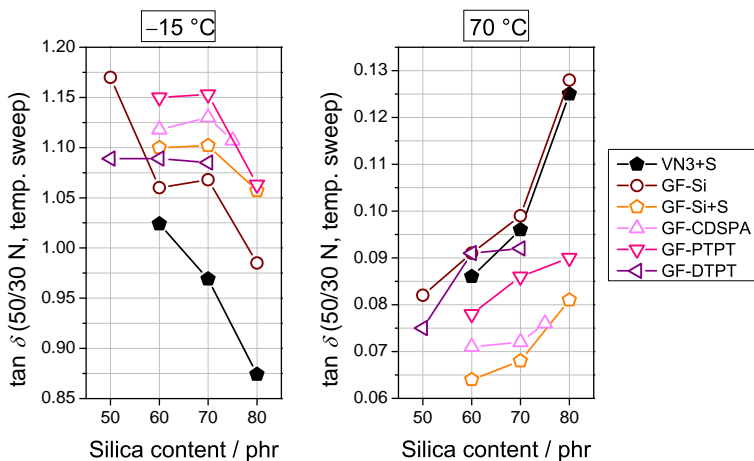 −15 °C
70 °C
tan δ (50/30 N, temp. sweep)
1.20
1.15
1.10
1.05
1.00
0.95
0.90
0.85
50 60 70 80
Silica content / phr
tan δ (50/30 N, temp. sweep)
0.13
0.12
0.11
0.10
0.09
0.08
0.07
0.06
50 60 70 80
Silica content / phr
VN3+S
GF-Si
GF-Si+S
GF-CDSPA
GF-PTPT
GF-DTPT